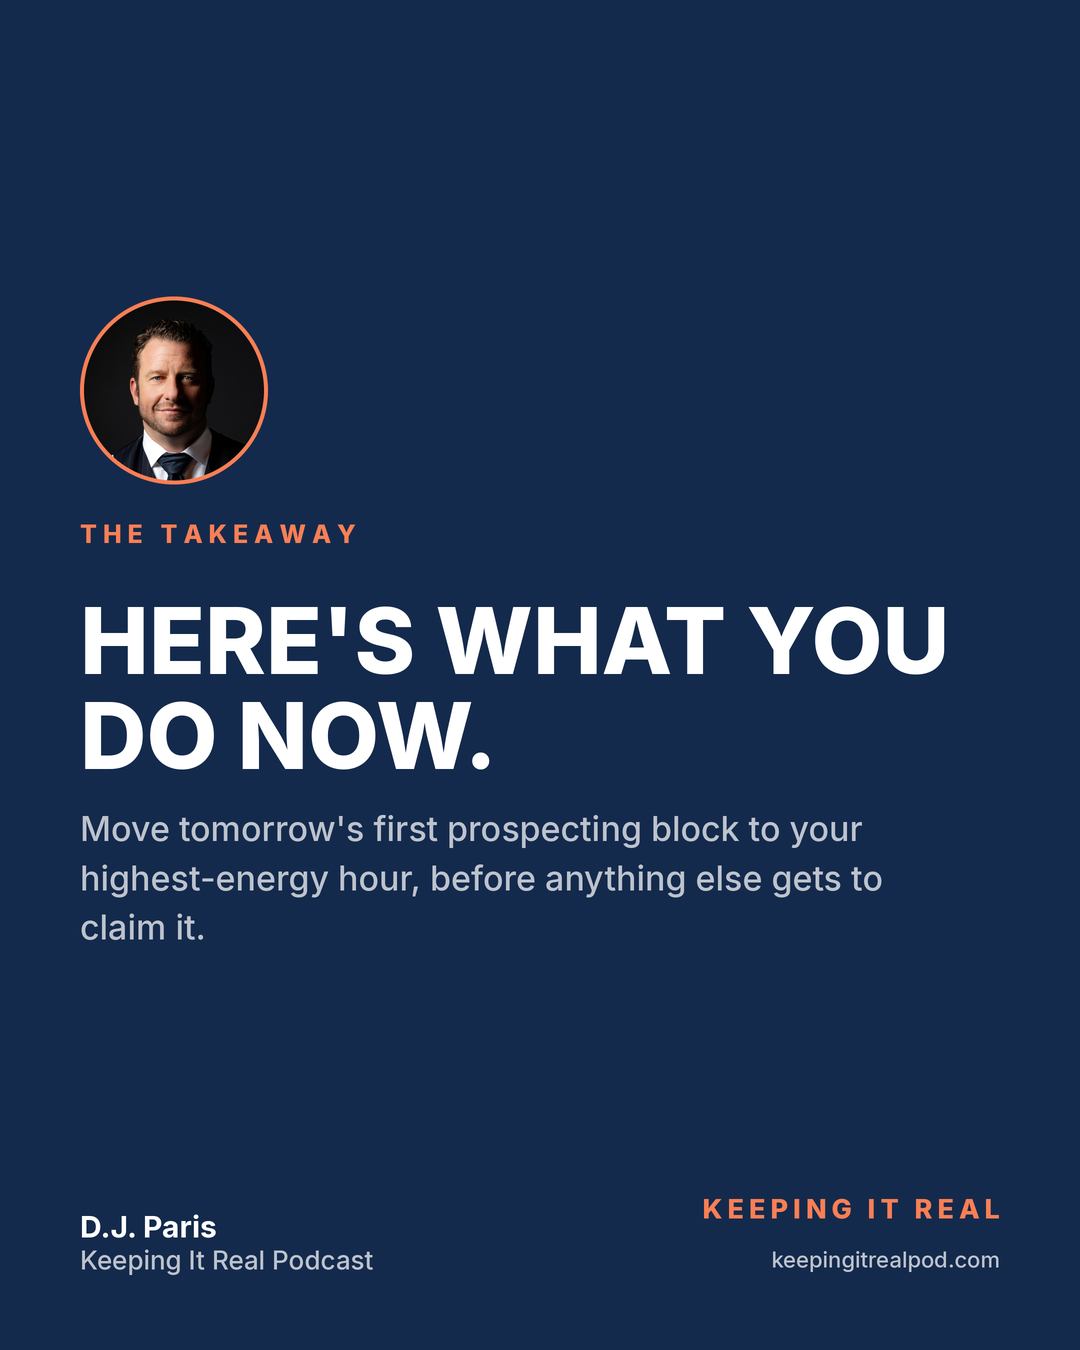 THE TAKEAWAY
HERE'S WHAT YOU
DO NOW.
Move tomorrow's first prospecting block to your
highest-energy hour, before anything else gets to
claim it.
D.J. Paris
Keeping It Real Podcast
KEEPING IT REAL
keepingitrealpod.com